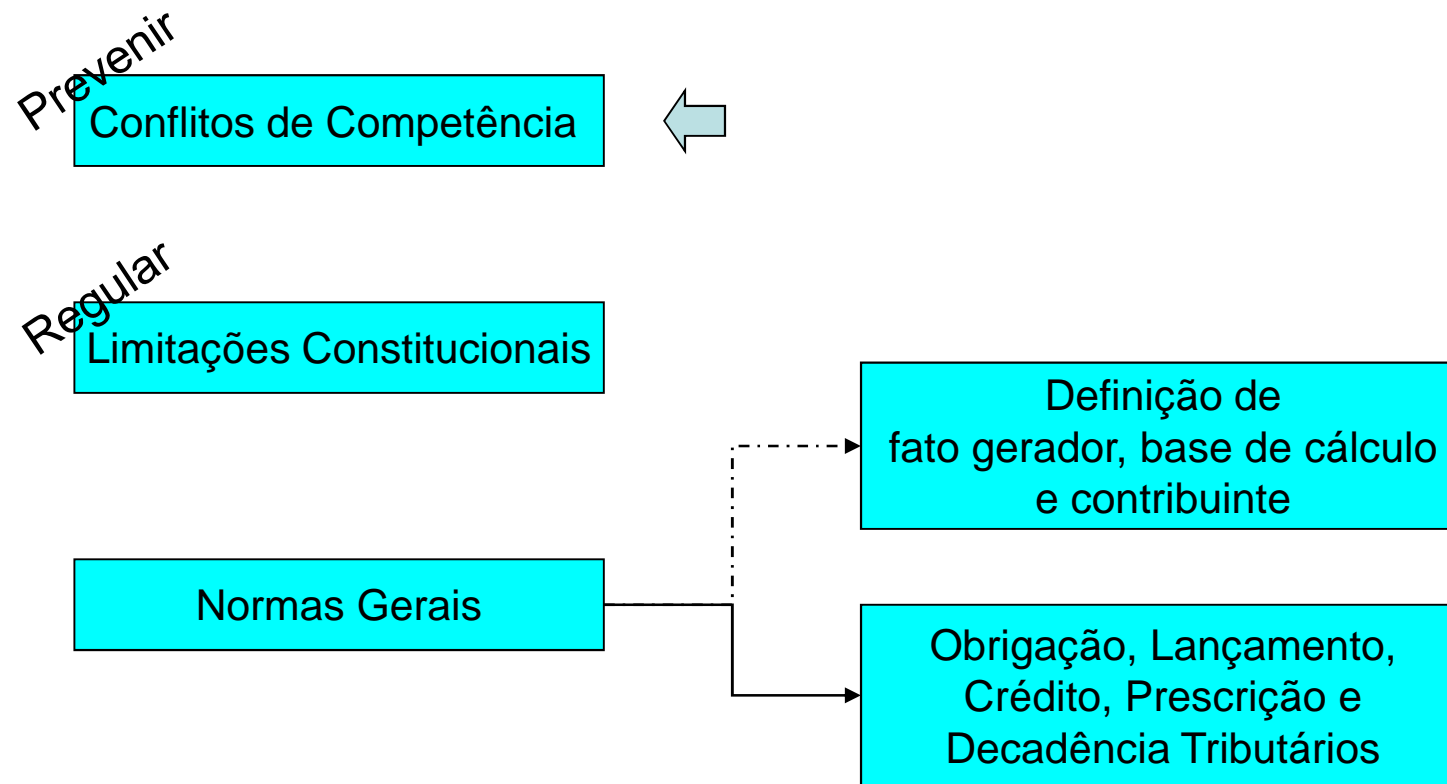 Prevenir
Conflitos de Competência
Regular
Limitações Constitucionais
Definição de
fato gerador, base de cálculo
e contribuinte
Normas Gerais
Obrigação, Lançamento,
Crédito, Prescrição e
Decadência Tributários